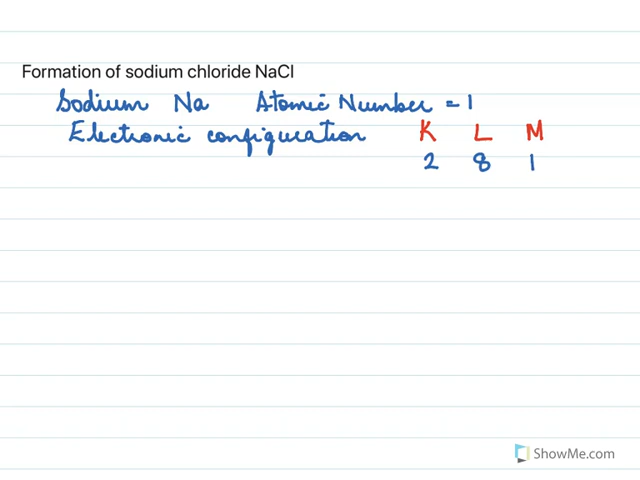 Formation of sodium chloride NaCl
Sodium Na Atomic Number = 1
Electronic configuration K L M
2 8 1
ShowMe.com